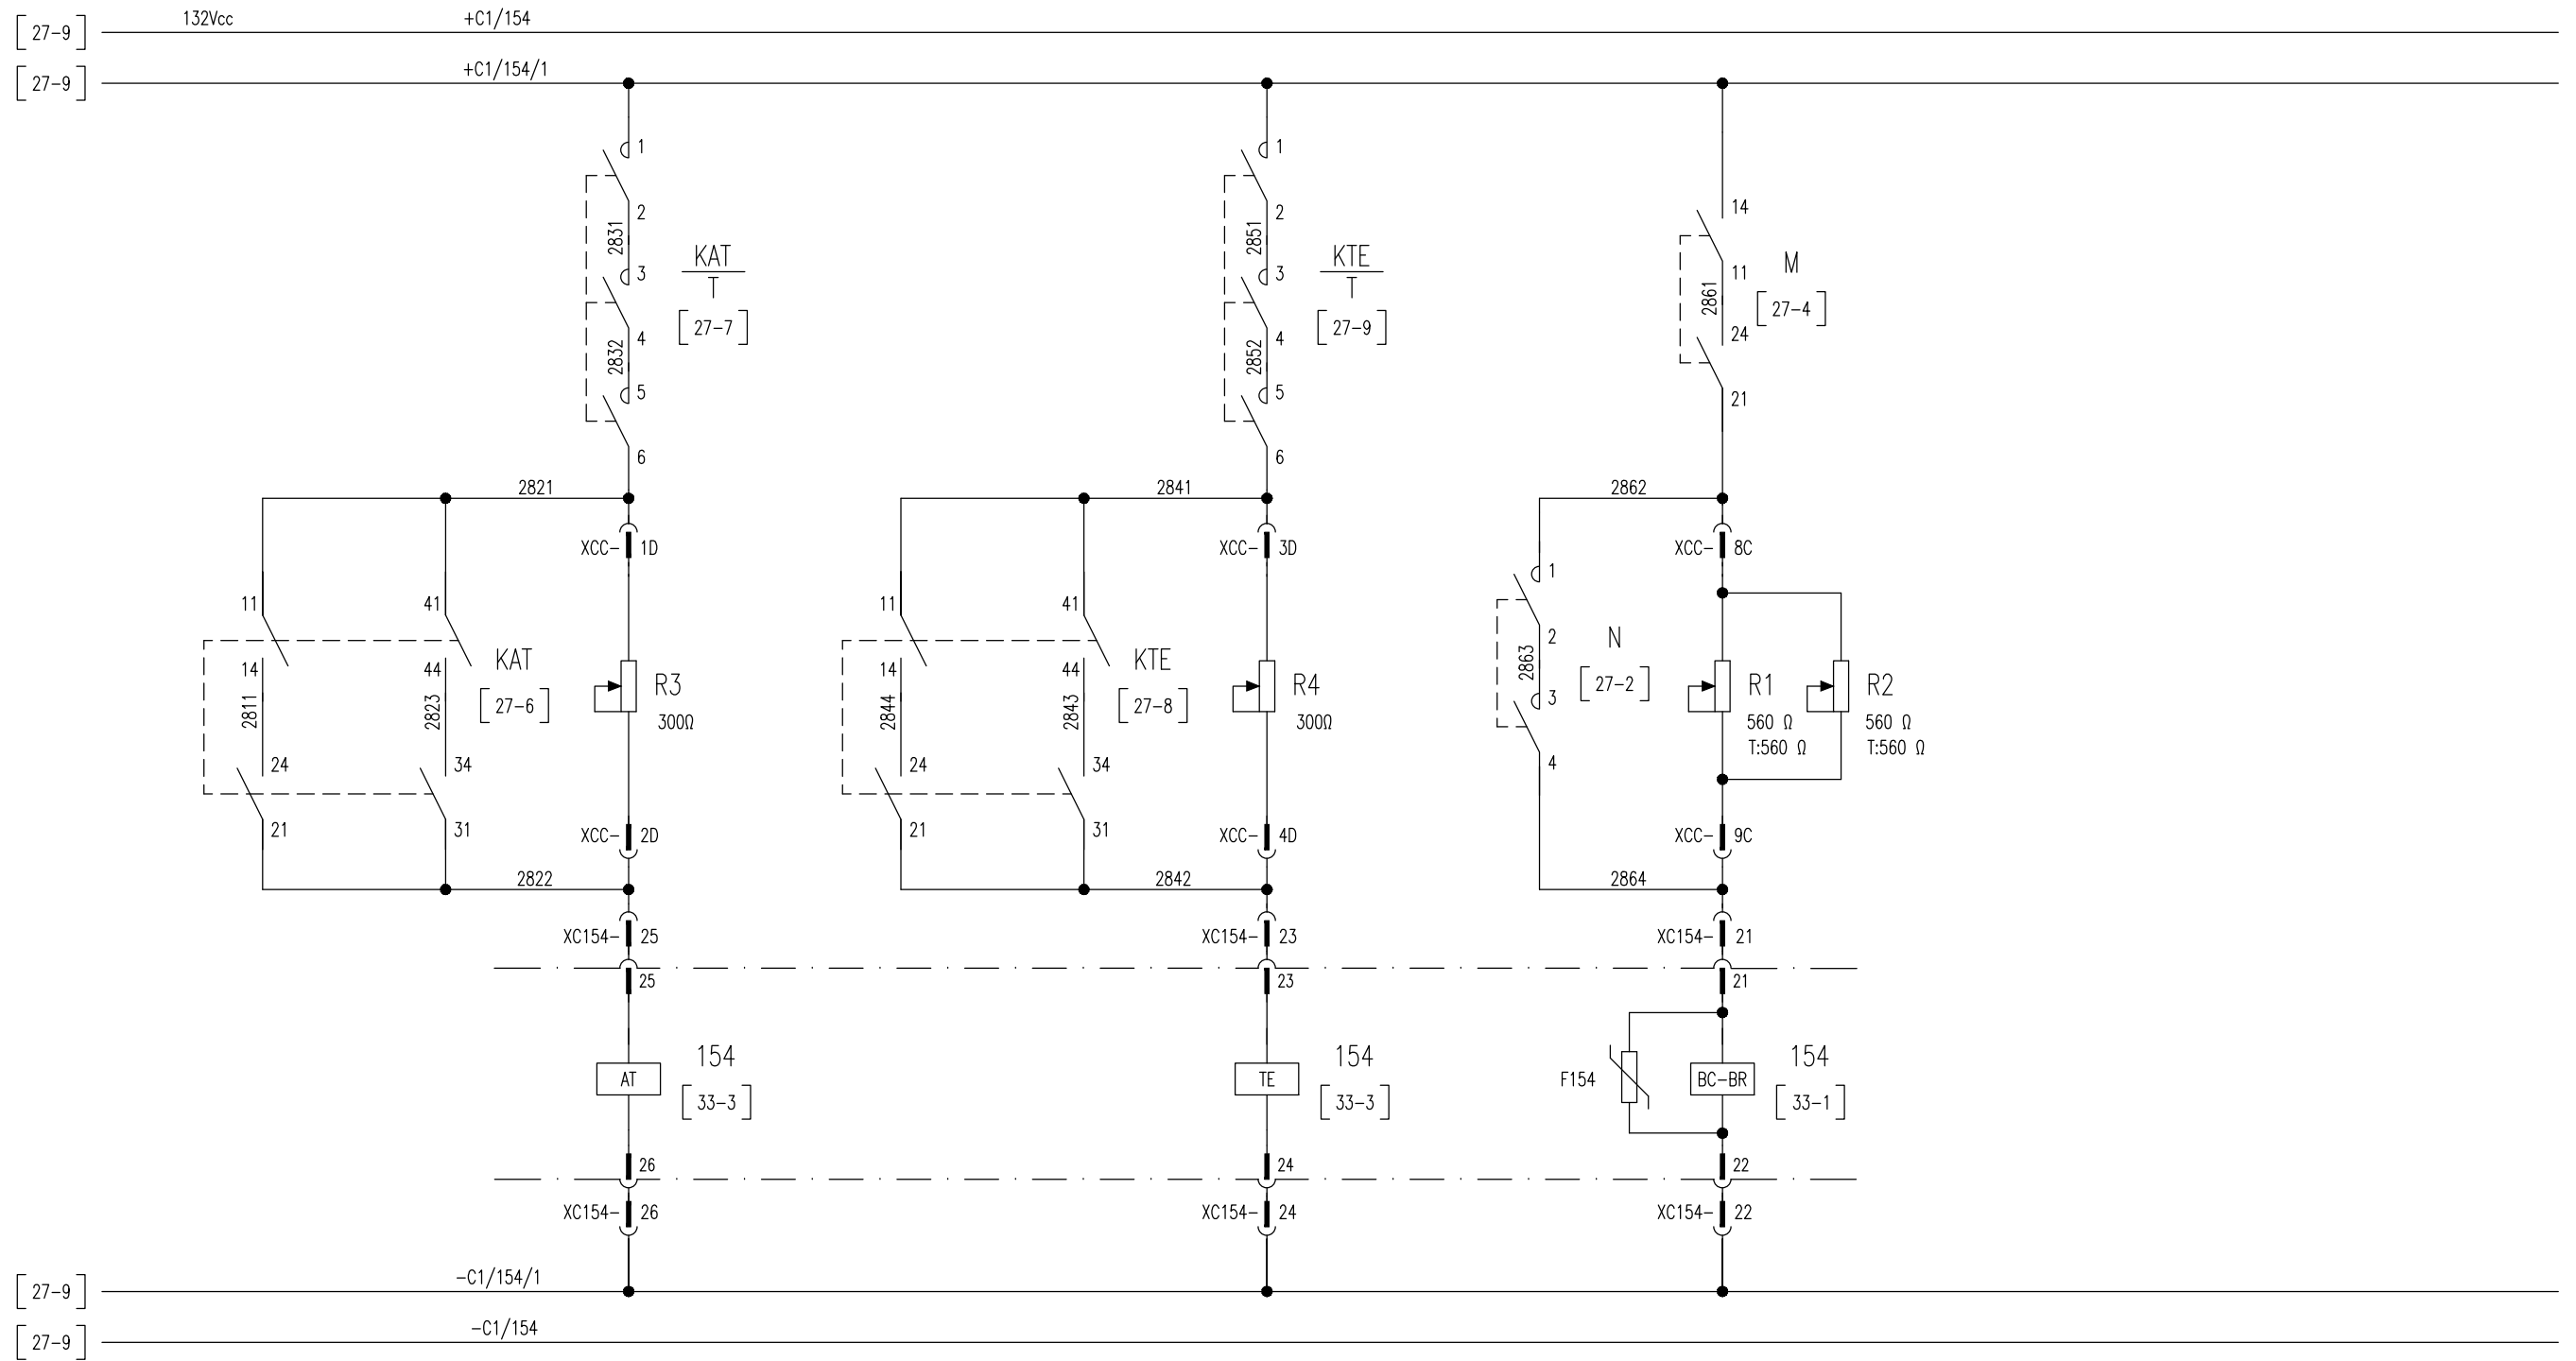 132Vcc
+C1/154
[ 27-9 ]
+C1/154/1
[ 27-9 ]
1 1
2 2 14
2831 2851
KAT KTE M
T T
3 3 11
[ 27-7 ] [ 27-9 ] [ 27-4 ]
2861
4 4 24
2832 2852
5 5 21
6 6
2821 2841 2862
XCC- 1D XCC- 3D XCC- 8C
1
11 41 11 41
2
KAT KTE N
14 44 14 44
2863
[ 27-6 ] R3 [ 27-8 ] R4 [ 27-2 ] R1 R2
2811 2823 2844 2843
3
300Ω 300Ω 560 Ω 560 Ω
T:560 Ω T:560 Ω
24 34 24 34 4
21 31 21 31
XCC- 2D XCC- 4D XCC- 9C
2822 2842 2864
XC154- 25 XC154- 23 XC154- 21
25 23 21
154 154 154
AT TE F154 BC-BR
[ 33-3 ] [ 33-3 ] [ 33-1 ]
26 24 22
XC154- 26 XC154- 24 XC154- 22
-C1/154/1
[ 27-9 ]
-C1/154
[ 27-9 ]